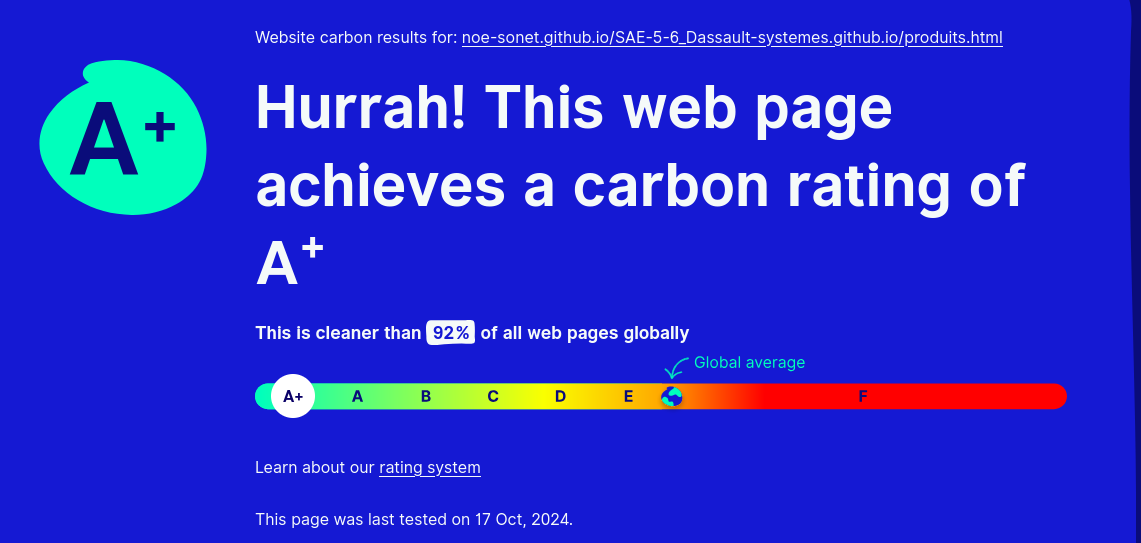 Website carbon results for: noe-sonet.github.io/SAE-5-6_Dassault-systemes.github.io/produits.html
A+
Hurrah! This web page
achieves a carbon rating of
A+
This is cleaner than 92% of all web pages globally
Global average
A+ A B C D E F
Learn about our rating system
This page was last tested on 17 Oct, 2024.